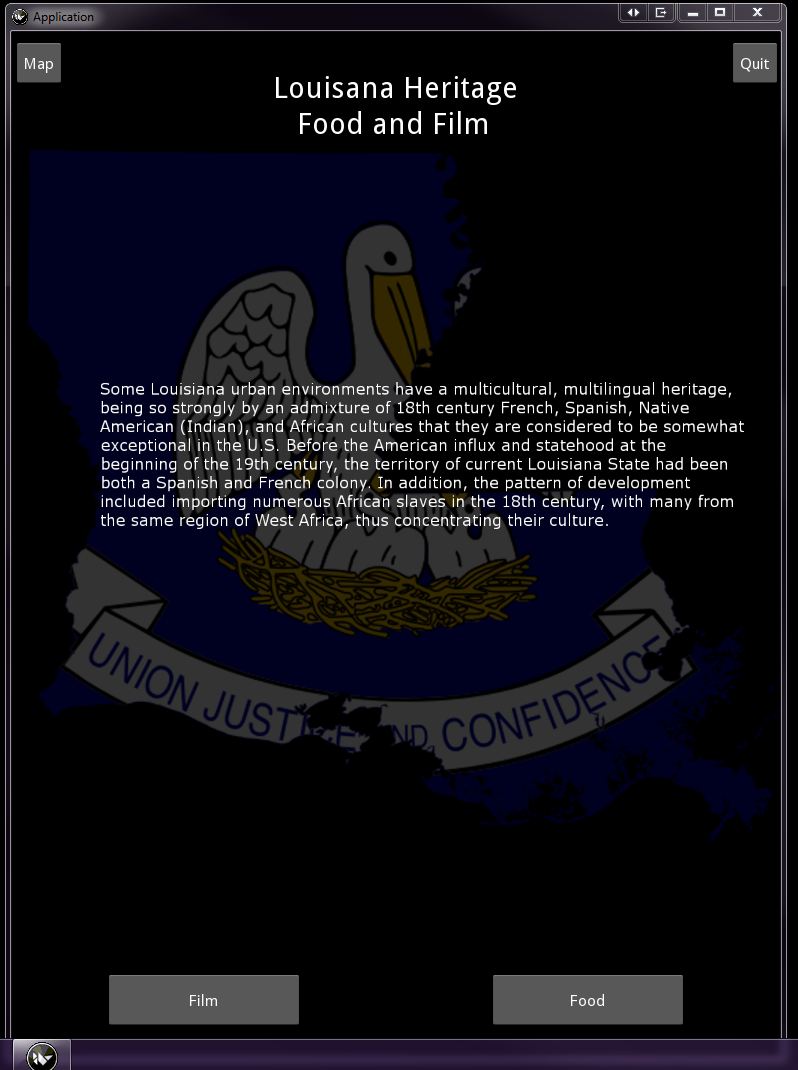 Application
Map
Quit
Louisana Heritage
Food and Film
Some Louisiana urban environments have a multicultural, multilingual heritage,
being so strongly by an admixture of 18th century French, Spanish, Native
American (Indian), and African cultures that they are considered to be somewhat
exceptional in the U.S. Before the American influx and statehood at the
beginning of the 19th century, the territory of current Louisiana State had been
both a Spanish and French colony. In addition, the pattern of development
included importing numerous African slaves in the 18th century, with many from
the same region of West Africa, thus concentrating their culture.
UNION JUSTICE AND CONFIDENCE
Film
Food